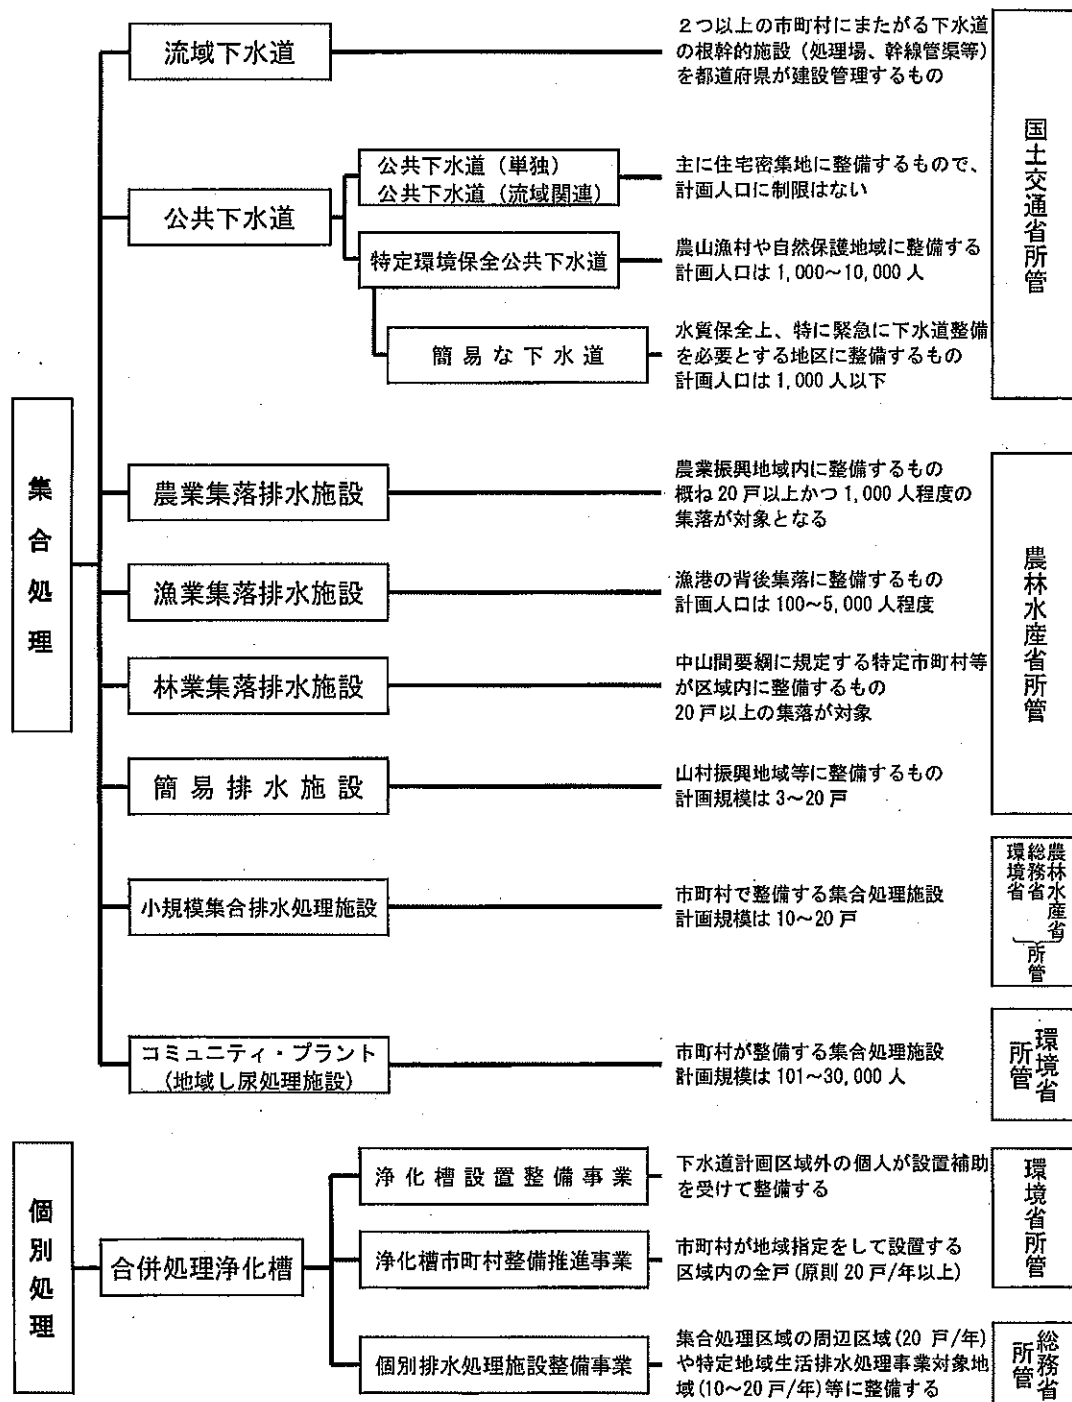 集合処理
流域下水道
2つ以上の市町村にまたがる下水道
の根幹的施設（処理場、幹線管渠等）
を都道府県が建設管理するもの
公共下水道
公共下水道（単独）
公共下水道（流域関連）
主に住宅密集地に整備するもので、
計画人口に制限はない
特定環境保全公共下水道
農山漁村や自然保護地域に整備する
計画人口は1,000～10,000人
簡易な下水道
水質保全上、特に緊急に下水道整備
を必要とする地区に整備するもの
計画人口は1,000人以下
国土交通省所管
農業集落排水施設
農業振興地域内に整備するもの
概ね20戸以上かつ1,000人程度の
集落が対象となる
漁業集落排水施設
漁港の背後集落に整備するもの
計画人口は100～5,000人程度
林業集落排水施設
中山間要綱に規定する特定市町村等
が区域内に整備するもの
20戸以上の集落が対象
簡易排水施設
山村振興地域等に整備するもの
計画規模は3～20戸
農林水産省所管
小規模集合排水処理施設
市町村で整備する集合処理施設
計画規模は10～20戸
農林水産省
総務省
環境省
所管
コミュニティ・プラント
(地域し尿処理施設)
市町村が整備する集合処理施設
計画規模は101～30,000人
環境省
所管
個別処理
合併処理浄化槽
浄化槽設置整備事業
下水道計画区域外の個人が設置補助
を受けて整備する
浄化槽市町村整備推進事業
市町村が地域指定をして設置する
区域内の全戸(原則20戸/年以上)
環境省所管
個別排水処理施設整備事業
集合処理区域の周辺区域(20 戸/年)
や特定地域生活排水処理事業対象地
域(10～20戸/年)等に整備する
総務省
所管